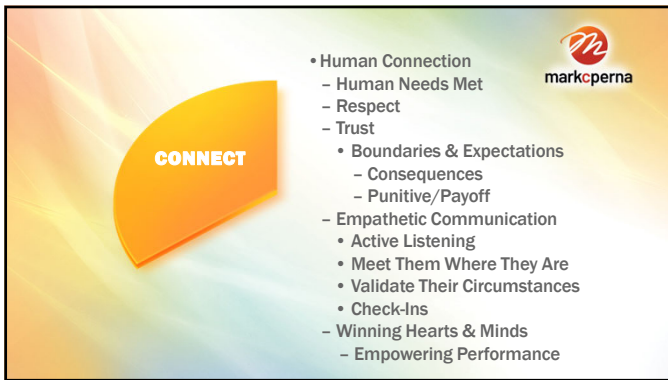 CONNECT
•Human Connection
– Human Needs Met
– Respect
– Trust
• Boundaries & Expectations
– Consequences
– Punitive/Payoff
– Empathetic Communication
• Active Listening
• Meet Them Where They Are
• Validate Their Circumstances
• Check-Ins
– Winning Hearts & Minds
– Empowering Performance
markcperna